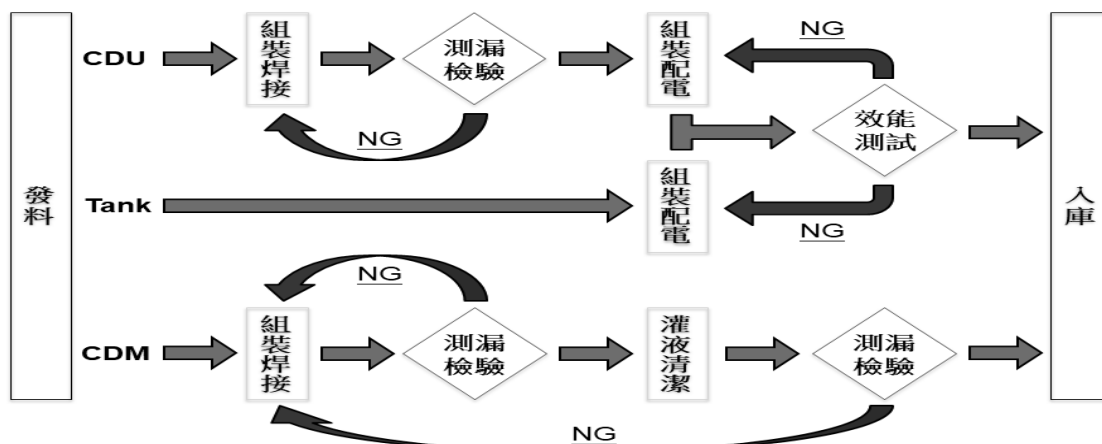 發料
CDU
組裝焊接
測漏
檢驗
組裝配電
NG
NG
效能
測試
Tank
組裝配電
NG
入庫
NG
CDM
組裝焊接
測漏
檢驗
灌液清潔
測漏
檢驗
NG